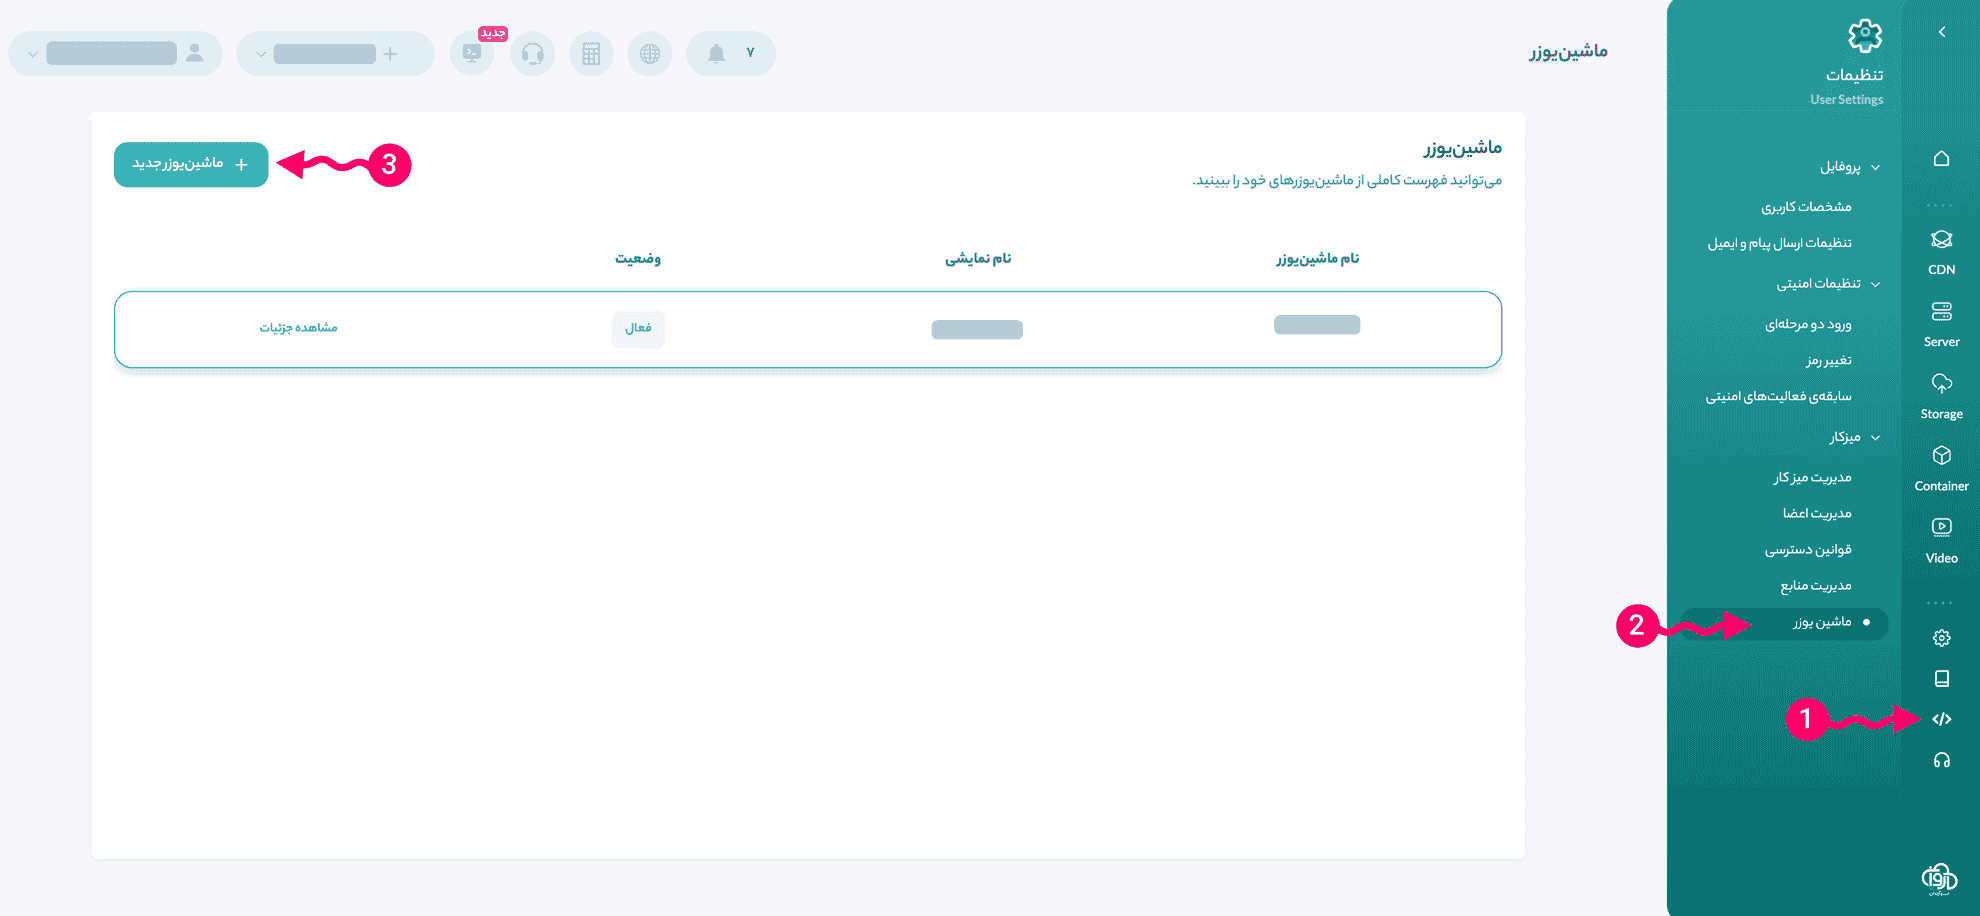 تنظیمات
User Settings
پروفایل
مشخصات کاربری
تنظیمات ارسال پیام و ایمیل
تنظیمات امنیتی
ورود دو مرحله‌ای
تغییر رمز
سابقه‌ی فعالیت‌های امنیتی
میزکار
مدیریت میز کار
مدیریت اعضا
قوانین دسترسی
مدیریت منابع
ماشین یوزر
CDN
Server
Storage
Container
Video
1
2
ماشین‌یوزر
۷
جدید
ماشین‌یوزر
می‌توانید فهرست کاملی از ماشین‌یوزرهای خود را ببینید.
3
+ ماشین‌یوزر جدید
نام ماشین‌یوزر
نام نمایشی
وضعیت
فعال
مشاهده جزئیات